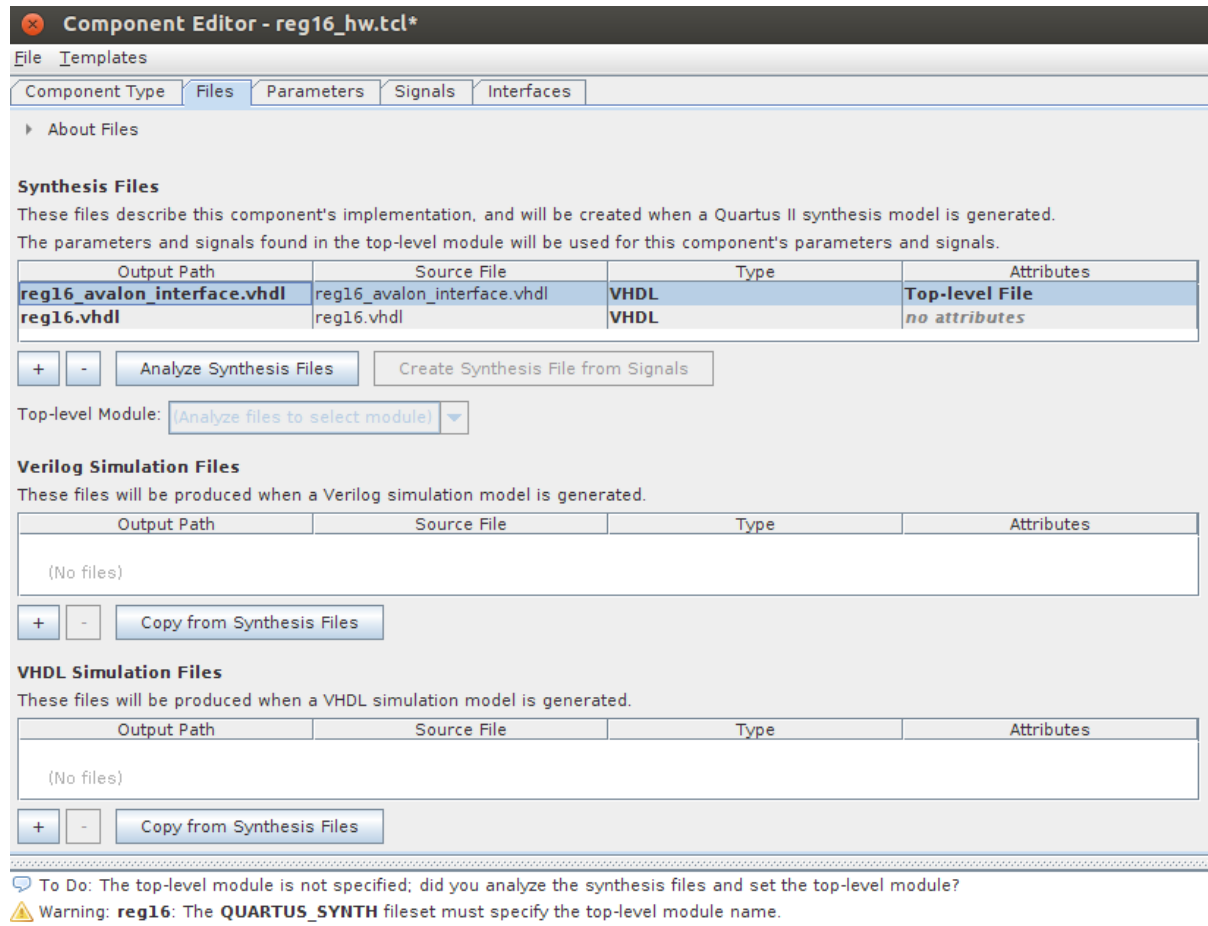 Component Editor - reg16_hw.tcl*
File Templates
Component Type Files Parameters Signals Interfaces
About Files
Synthesis Files
These files describe this component's implementation, and will be created when a Quartus II synthesis model is generated.
The parameters and signals found in the top-level module will be used for this component's parameters and signals.
Output Path Source File Type Attributes
reg16_avalon_interface.vhdl reg16_avalon_interface.vhdl VHDL Top-level File
reg16.vhdl reg16.vhdl VHDL no attributes
+ - Analyze Synthesis Files Create Synthesis File from Signals
Top-level Module: (Analyze files to select module)
Verilog Simulation Files
These files will be produced when a Verilog simulation model is generated.
Output Path Source File Type Attributes
(No files)
+ - Copy from Synthesis Files
VHDL Simulation Files
These files will be produced when a VHDL simulation model is generated.
Output Path Source File Type Attributes
(No files)
+ - Copy from Synthesis Files
To Do: The top-level module is not specified; did you analyze the synthesis files and set the top-level module?
Warning: reg16: The QUARTUS_SYNTH fileset must specify the top-level module name.